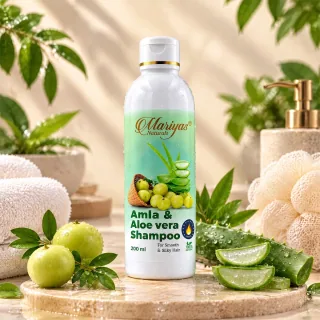 Mariyas
Naturals
Amla &
Aloe vera
Shampoo
200 ml
For Smooth
& Silky Hair